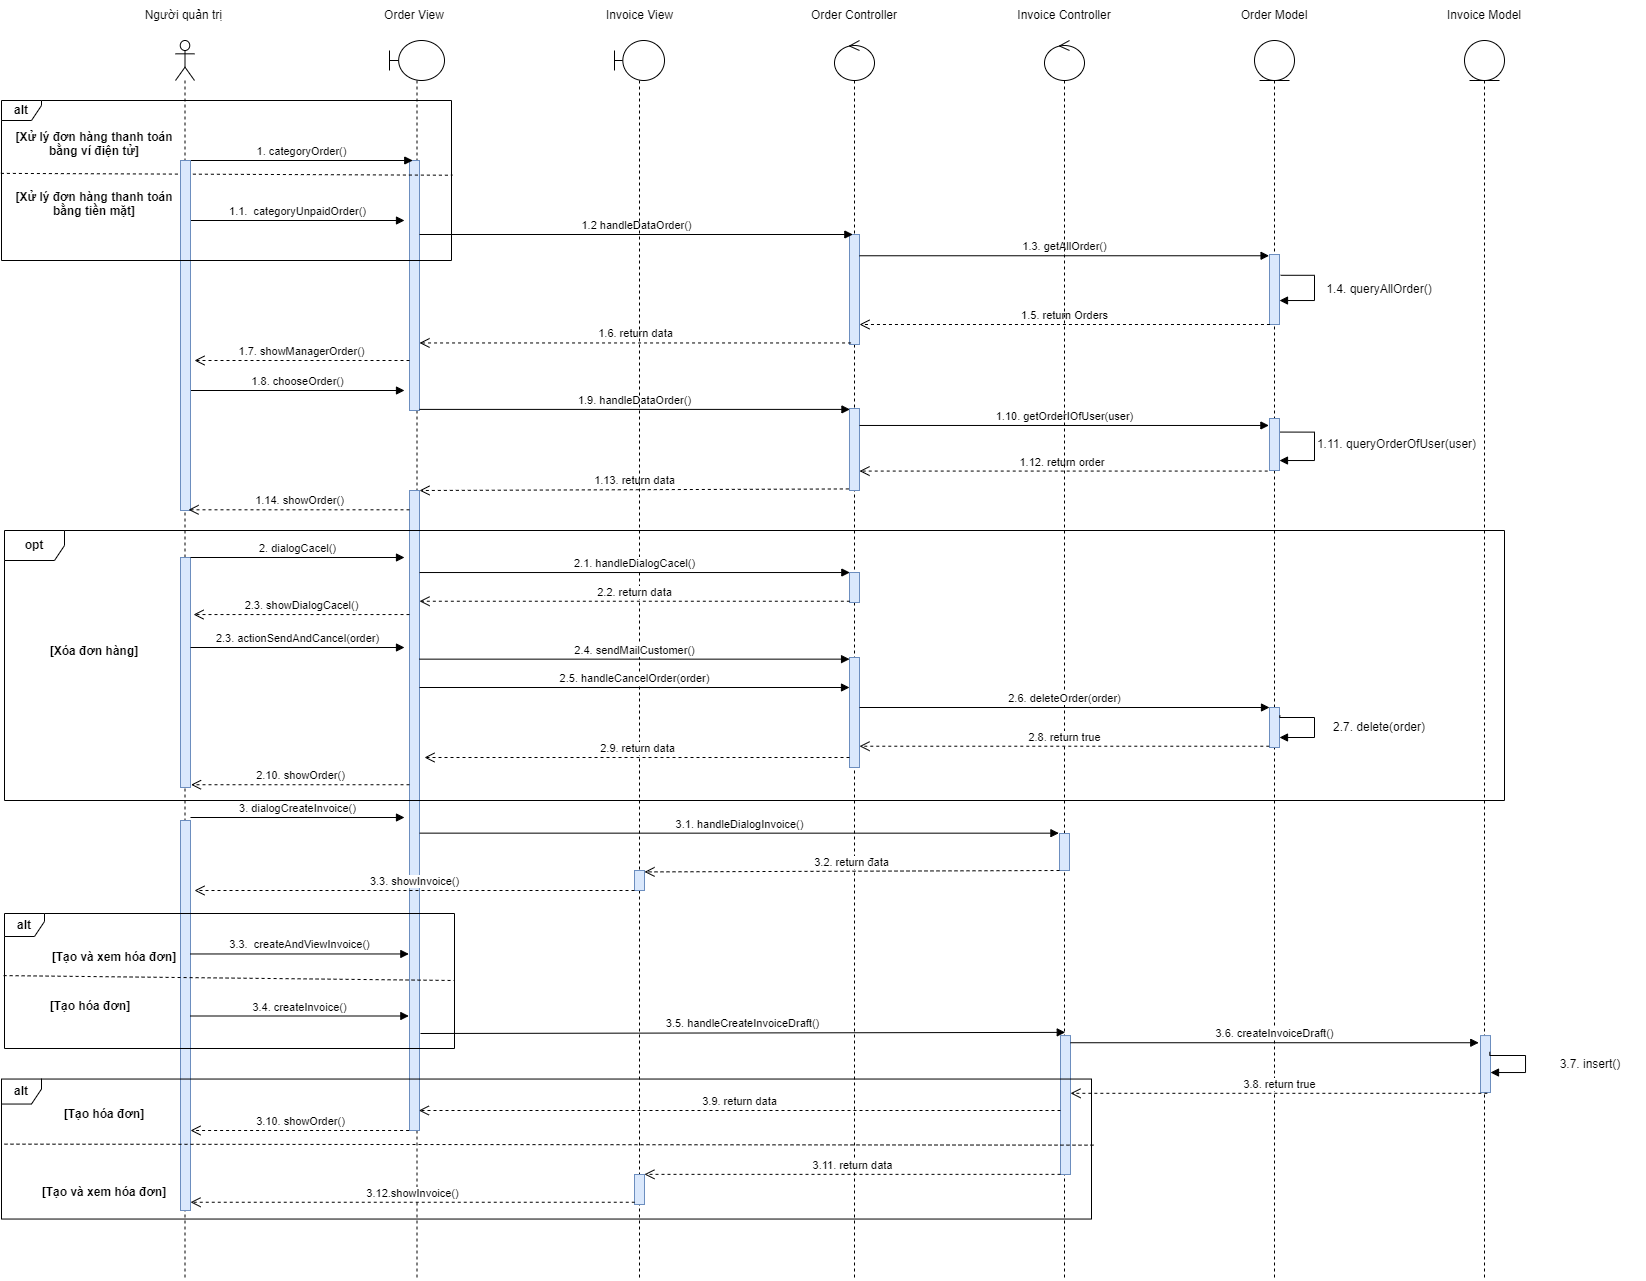 Người quản trị
Order View
Invoice View
Order Controller
Invoice Controller
Order Model
Invoice Model
alt
[Xử lý đơn hàng thanh toán
bằng ví điện tử]
1. categoryOrder()
[Xử lý đơn hàng thanh toán
bằng tiền mặt]
1.1.  categoryUnpaidOrder()
1.2 handleDataOrder()
1.3. getAllOrder()
1.4. queryAllOrder()
1.5. return Orders
1.6. return data
1.7. showManagerOrder()
1.8. chooseOrder()
1.9. handleDataOrder()
1.10. getOrderIOfUser(user)
1.11. queryOrderOfUser(user)
1.12. return order
1.13. return data
1.14. showOrder()
opt
2. dialogCacel()
2.1. handleDialogCacel()
2.2. return data
2.3. showDialogCacel()
2.3. actionSendAndCancel(order)
[Xóa đơn hàng]
2.4. sendMailCustomer()
2.5. handleCancelOrder(order)
2.6. deleteOrder(order)
2.7. delete(order)
2.8. return true
2.9. return data
2.10. showOrder()
3. dialogCreateInvoice()
3.1. handleDialogInvoice()
3.2. return data
3.3. showInvoice()
alt
3.3.  createAndViewInvoice()
[Tạo và xem hóa đơn]
[Tạo hóa đơn]
3.4. createInvoice()
3.5. handleCreateInvoiceDraft()
3.6. createInvoiceDraft()
3.7. insert()
3.8. return true
alt
[Tạo hóa đơn]
3.9. return data
3.10. showOrder()
3.11. return data
[Tạo và xem hóa đơn]
3.12.showInvoice()